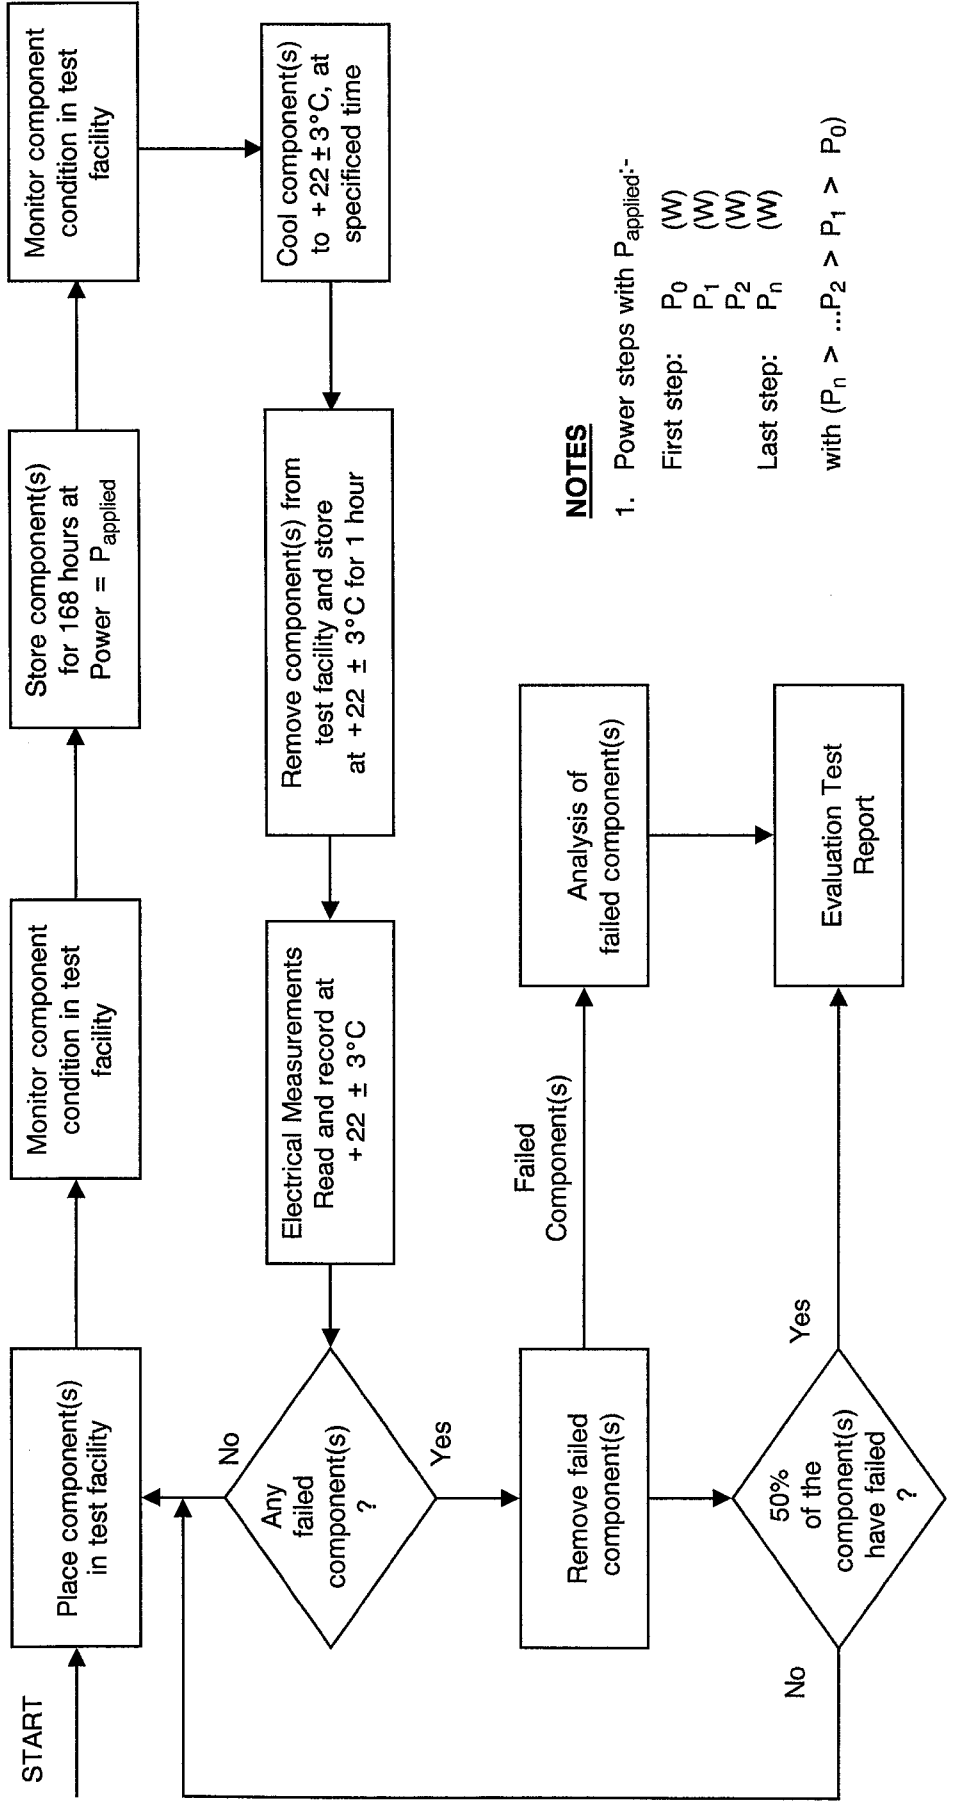 START
Place component(s)
in test facility
Monitor component
condition in test
facility
Store component(s)
for 168 hours at
Power = Papplied
Monitor component
condition in test
facility
Cool component(s)
to +22±3°C, at
specificed time
Remove component(s) from
test facility and store
at +22 ± 3°C for 1 hour
Electrical Measurements
Read and record at
+22 ± 3°C
Any
failed
component(s)
?
No
Yes
Remove failed
component(s)
Failed
Component(s)
Analysis of
failed component(s)
50%
of the
component(s)
have failed
?
No
Yes
Evaluation Test
Report
NOTES
1. Power steps with Papplied:-
First step: P0 (W)
P1 (W)
P2 (W)
Last step: Pn (W)
with (Pn > ...P2 > P1 > P0)